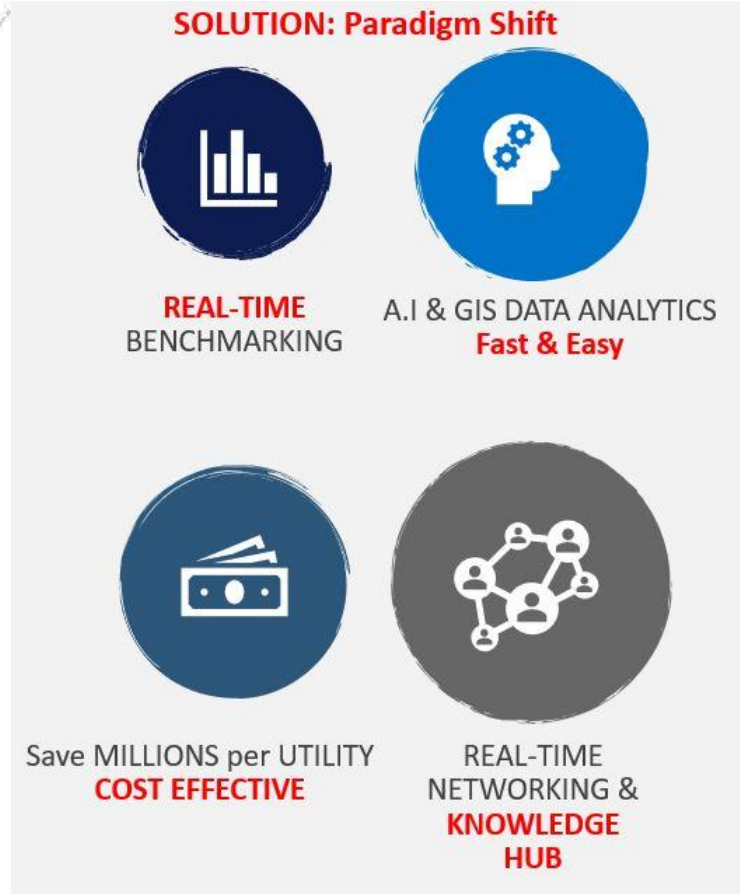 SOLUTION: Paradigm Shift
REAL-TIME
BENCHMARKING
A.I & GIS DATA ANALYTICS
Fast & Easy
Save MILLIONS per UTILITY
COST EFFECTIVE
REAL-TIME
NETWORKING &
KNOWLEDGE
HUB